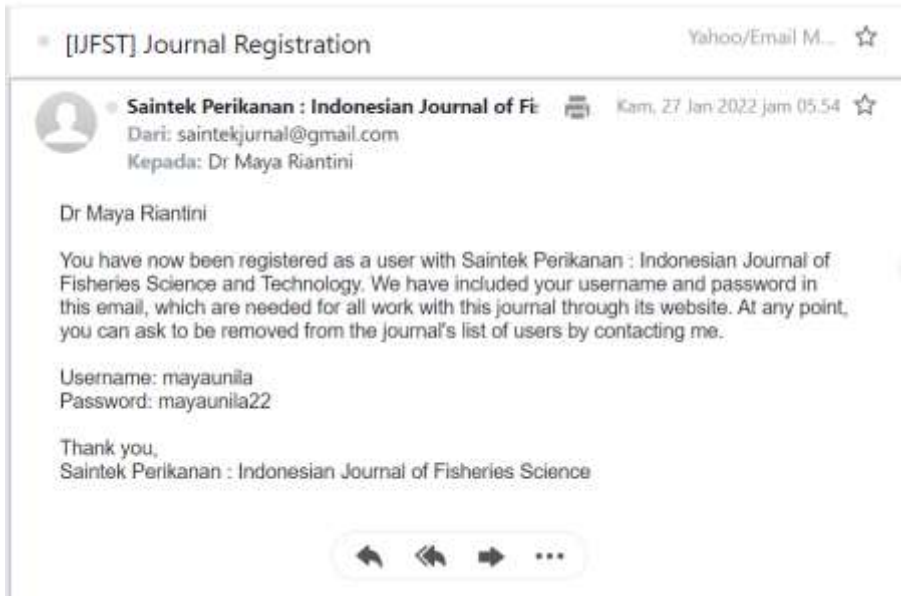 [IJFST] Journal Registration
Yahoo/Email M...
Saintek Perikanan : Indonesian Journal of Fi:
Kam, 27 Jan 2022 jam 05.54
Dari: saintekjurnal@gmail.com
Kepada: Dr Maya Riantini
Dr Maya Riantini
You have now been registered as a user with Saintek Perikanan : Indonesian Journal of
Fisheries Science and Technology. We have included your username and password in
this email, which are needed for all work with this journal through its website. At any point,
you can ask to be removed from the journal's list of users by contacting me.
Username: mayaunila
Password: mayaunila22
Thank you,
Saintek Perikanan : Indonesian Journal of Fisheries Science